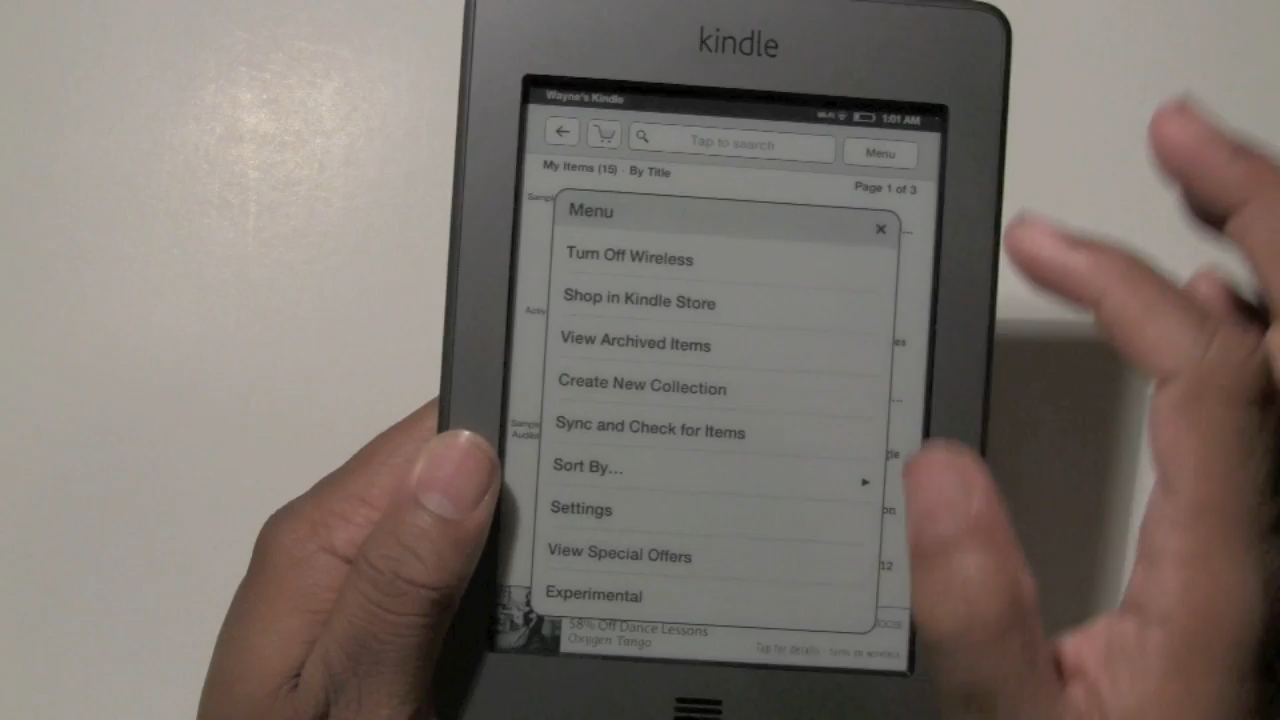 kindle
Wayne's Kindle
1:01 AM
Tap to search
Menu
My Items (15) · By Title
Page 1 of 3
Menu
Turn Off Wireless
Shop in Kindle Store
View Archived Items
Create New Collection
Sync and Check for Items
Sort By...
Settings
View Special Offers
12
Experimental
58% Off Dance Lessons
Oxygen Tango
Tap for details